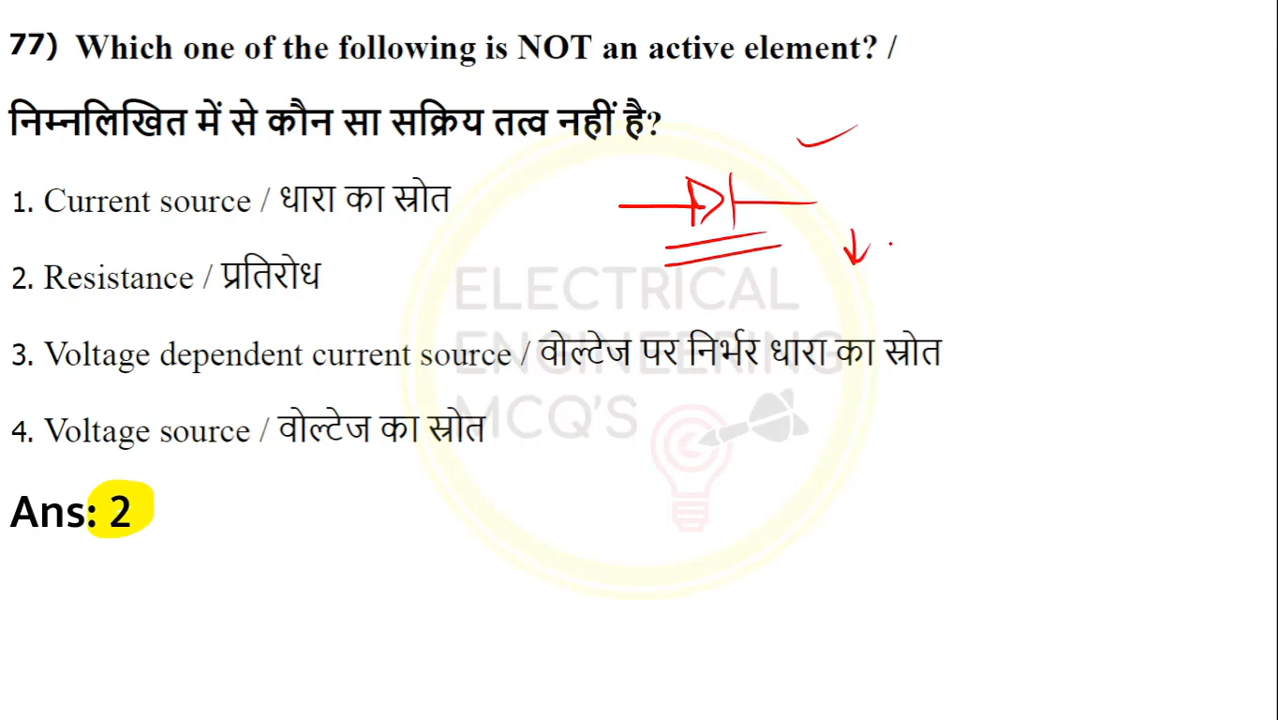 77) Which one of the following is NOT an active element? /
निम्नलिखित में से कौन सा सक्रिय तत्व नहीं है?
1. Current source / धारा का स्रोत
2. Resistance / प्रतिरोध
3. Voltage dependent current source / वोल्टेज पर निर्भर धारा का स्रोत
4. Voltage source / वोल्टेज का स्रोत
Ans: 2
ELECTRICAL
ENGINEERING
MCQ'S